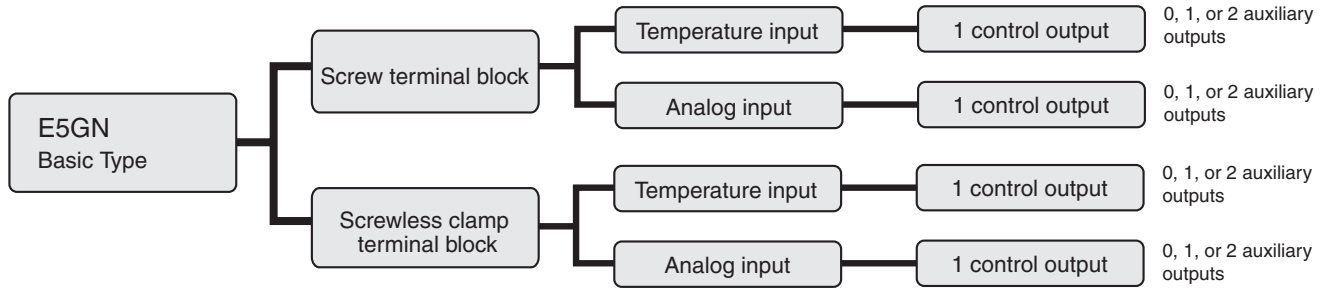 E5GN
Basic Type
Screw terminal block
Temperature input
1 control output
0, 1, or 2 auxiliary
outputs
Analog input
1 control output
0, 1, or 2 auxiliary
outputs
Screwless clamp
terminal block
Temperature input
1 control output
0, 1, or 2 auxiliary
outputs
Analog input
1 control output
0, 1, or 2 auxiliary
outputs